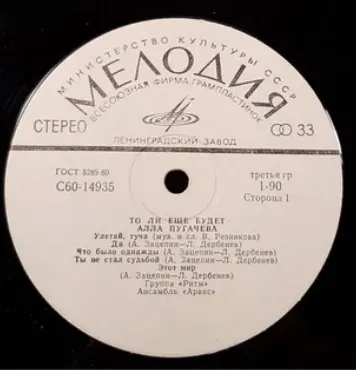 МИНИСТЕРСТВО КУЛЬТУРЫ СССР
МЕЛОДИЯ
ВСЕСОЮЗНАЯ ФИРМА ГРАМПЛАСТИНОК
СТЕРЕО
33
ЛЕНИНГРАДСКИЙ ЗАВОД
ГОСТ 5289-80
С60-14935
третья гр
1-90
Сторона 1
ТО ЛИ ЕЩЕ БУДЕТ
АЛЛА ПУГАЧЕВА
Улетай, туча (муз. и сл. В. Резникова)
Да (А. Зацепин—Л. Дербенев)
Что было однажды (А. Зацепин—Л. Дербенев)
Ты не стал судьбой (А. Зацепин—Л. Дербенев)
Этот мир
(А. Зацепин—Л. Дербенев)
Группа «Ритм»
Ансамбль «Аракс»